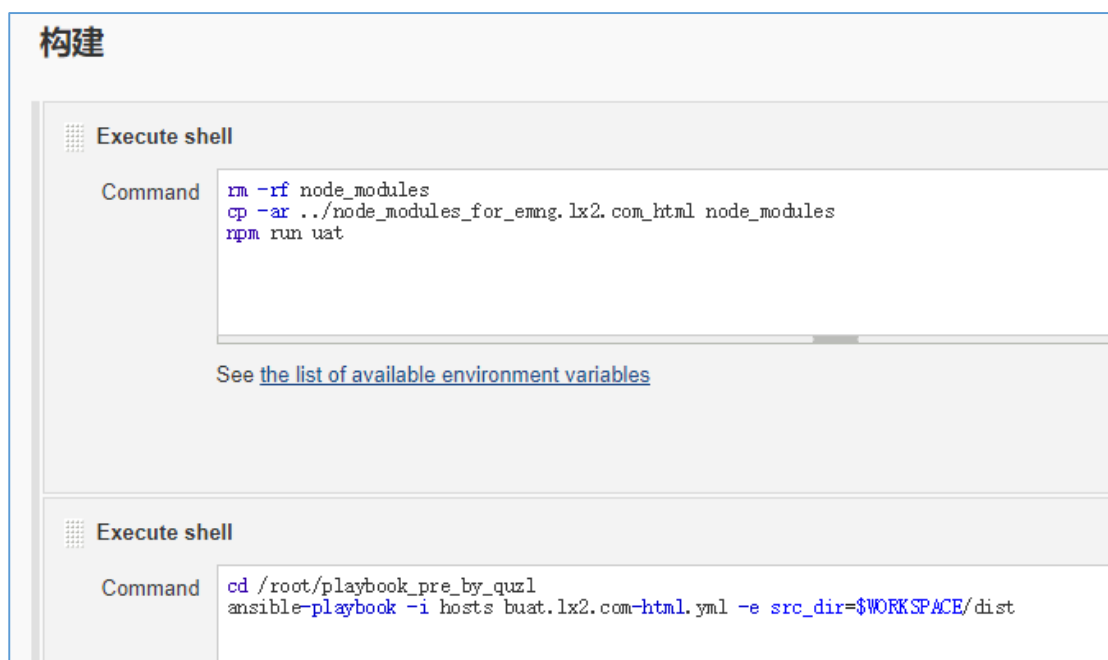 构建
Execute shell
Command
rm -rf node_modules
cp -ar ../node_modules_for_emng.lx2.com_html node_modules
npm run uat
See the list of available environment variables
Execute shell
Command
cd /root/playbook_pre_by_quzl
ansible-playbook -i hosts buat.lx2.com-html.yml -e src_dir=$WORKSPACE/dist